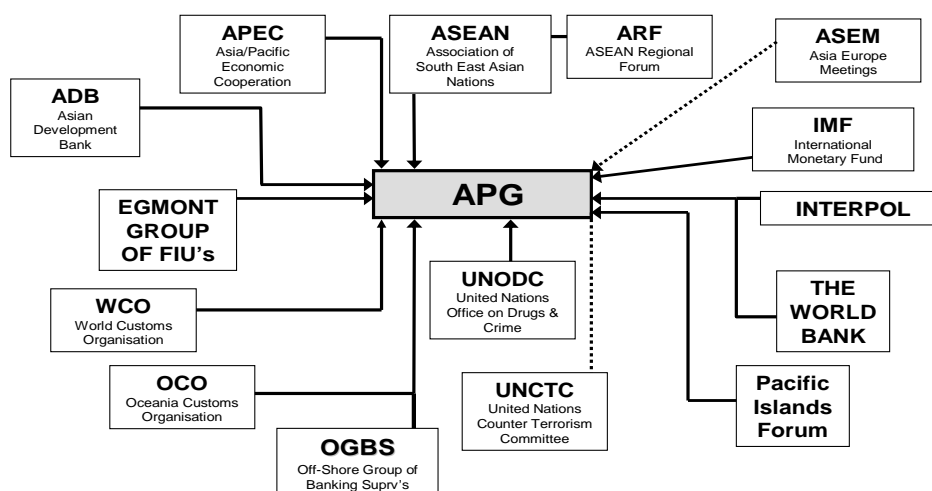 APEC
Asia/Pacific
Economic
Cooperation
ASEAN
Association of
South East Asian
Nations
ARF
ASEAN Regional
Forum
ASEM
Asia Europe
Meetings
ADB
Asian
Development
Bank
IMF
International
Monetary Fund
APG
EGMONT
GROUP
OF FIU's
INTERPOL
WCO
World Customs
Organisation
UNODC
United Nations
Office on Drugs &
Crime
THE
WORLD
BANK
OCO
Oceania Customs
Organisation
UNCTC
United Nations
Counter Terrorism
Committee
Pacific
Islands
Forum
OGBS
Off-Shore Group of
Banking Suprv's